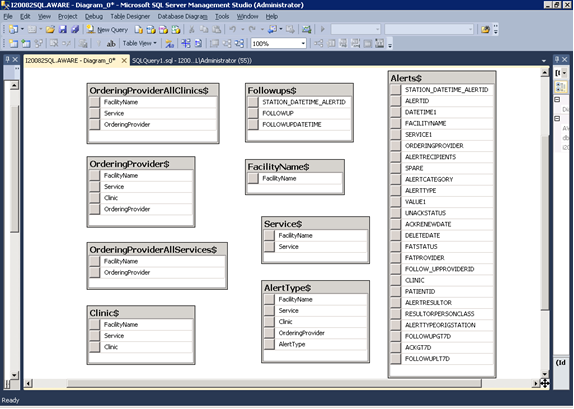 I20082SQL.AWARE - Diagram_0* - Microsoft SQL Server Management Studio (Administrator)
File Edit View Project Debug Table Designer Database Diagram Tools Window Help
New Query
Table View
100%
I20082SQL.AWARE - Diagram_0*
SQLQuery1.sql - I200...L\Administrator (55))
OrderingProviderAllClinics$
FacilityName
Service
OrderingProvider
OrderingProvider$
FacilityName
Service
Clinic
OrderingProvider
OrderingProviderAllServices$
FacilityName
OrderingProvider
Clinic$
FacilityName
Service
Clinic
Followups$
STATION_DATETIME_ALERTID
FOLLOWUP
FOLLOWUPDATETIME
FacilityName$
FacilityName
Service$
FacilityName
Service
AlertType$
FacilityName
Service
Clinic
OrderingProvider
AlertType
Alerts$
STATION_DATETIME_ALERTID
ALERTID
DATETIME1
FACILITYNAME
SERVICE1
ORDERINGPROVIDER
ALERTRECIPIENTS
SPARE
ALERTCATEGORY
ALERTTYPE
VALUE1
UNACKSTATUS
ACKRENEWDATE
DELETEDATE
FATSTATUS
FATPROVIDER
FOLLOW_UPPROVIDERID
CLINIC
PATIENTID
ALERTRESULTOR
RESULTORPERSONCLASS
ALERTTYPEORIGSTATION
FOLLOWUPGT7D
ACKGT7D
FOLLOWUPLT7D
(Id
Ready